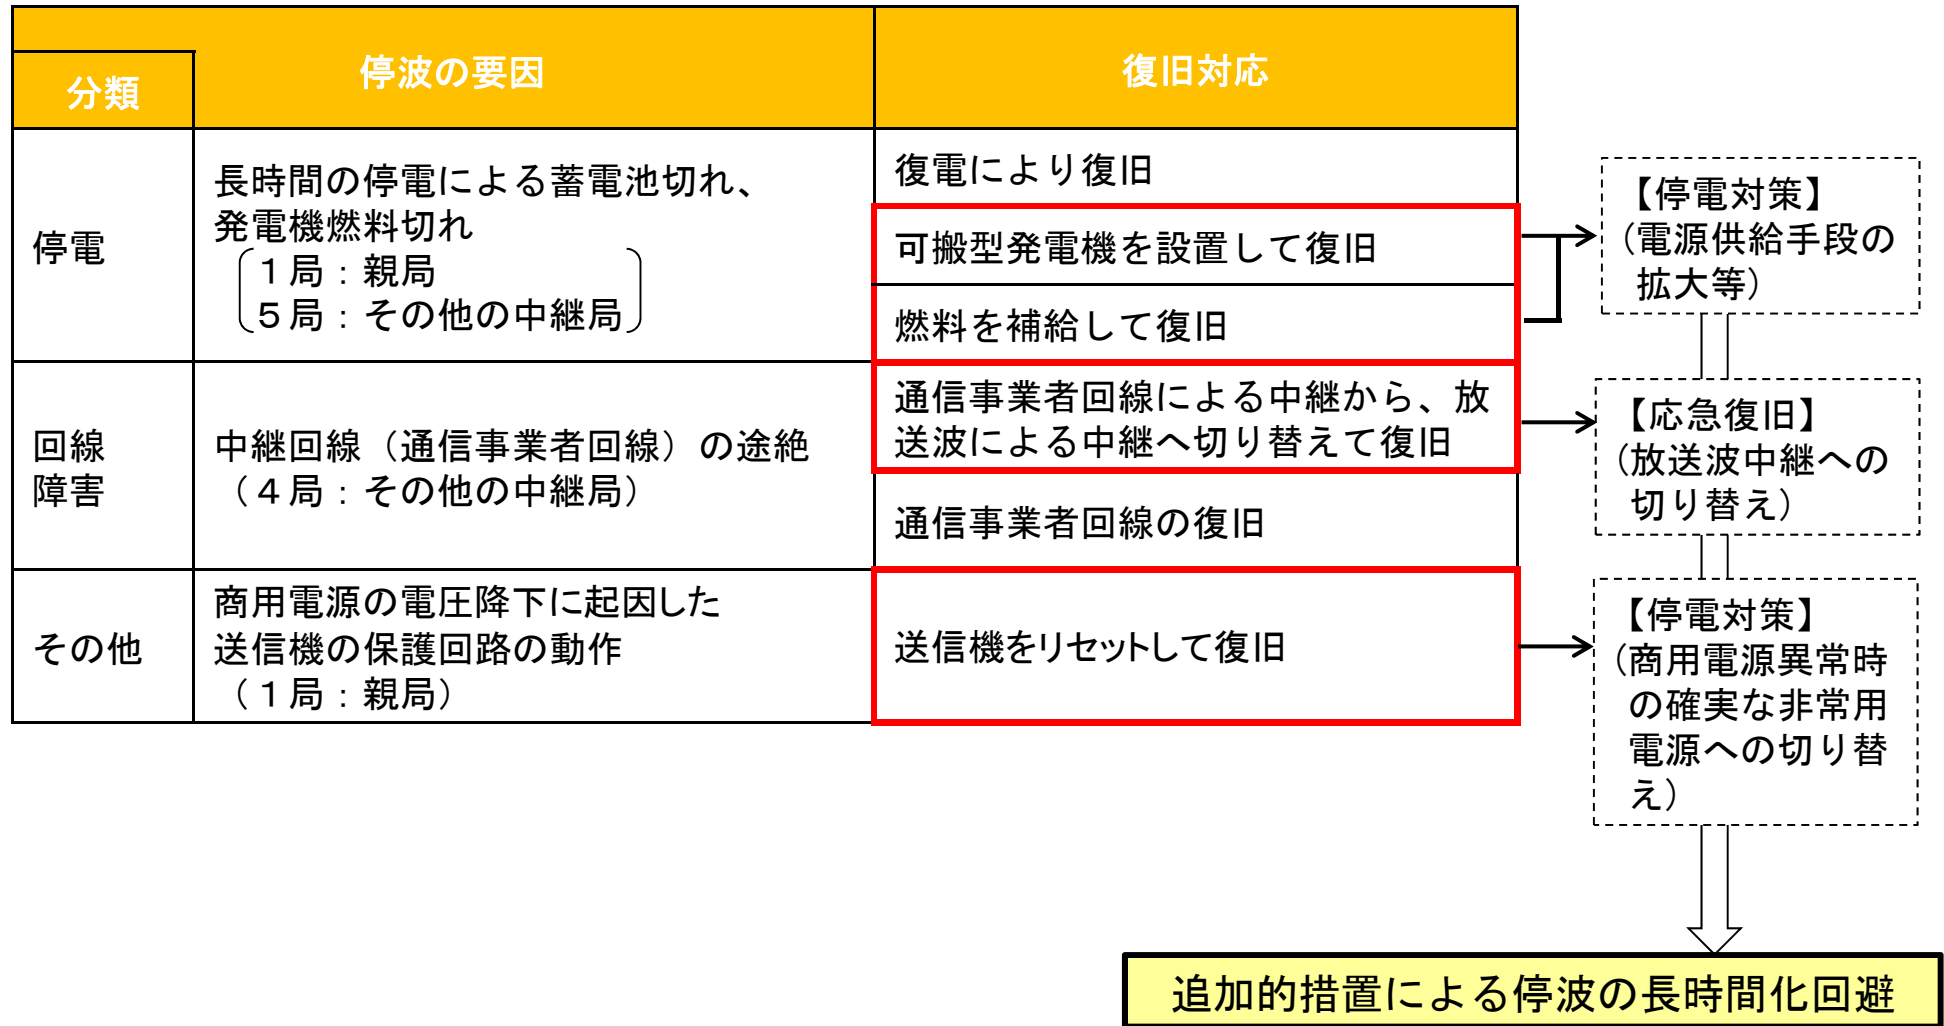 停波の要因
復旧対応
分類
停電
長時間の停電による蓄電池切れ、
発電機燃料切れ
１局：親局
５局：その他の中継局
復電により復旧
可搬型発電機を設置して復旧
燃料を補給して復旧
【停電対策】
（電源供給手段の
拡大等）
回線
障害
中継回線（通信事業者回線）の途絶
（４局：その他の中継局）
通信事業者回線による中継から、放
送波による中継へ切り替えて復旧
通信事業者回線の復旧
【応急復旧】
（放送波中継への
切り替え）
その他
商用電源の電圧降下に起因した
送信機の保護回路の動作
（１局：親局）
送信機をリセットして復旧
【停電対策】
（商用電源異常時
の確実な非常用
電源への切り替
え）
追加的措置による停波の長時間化回避